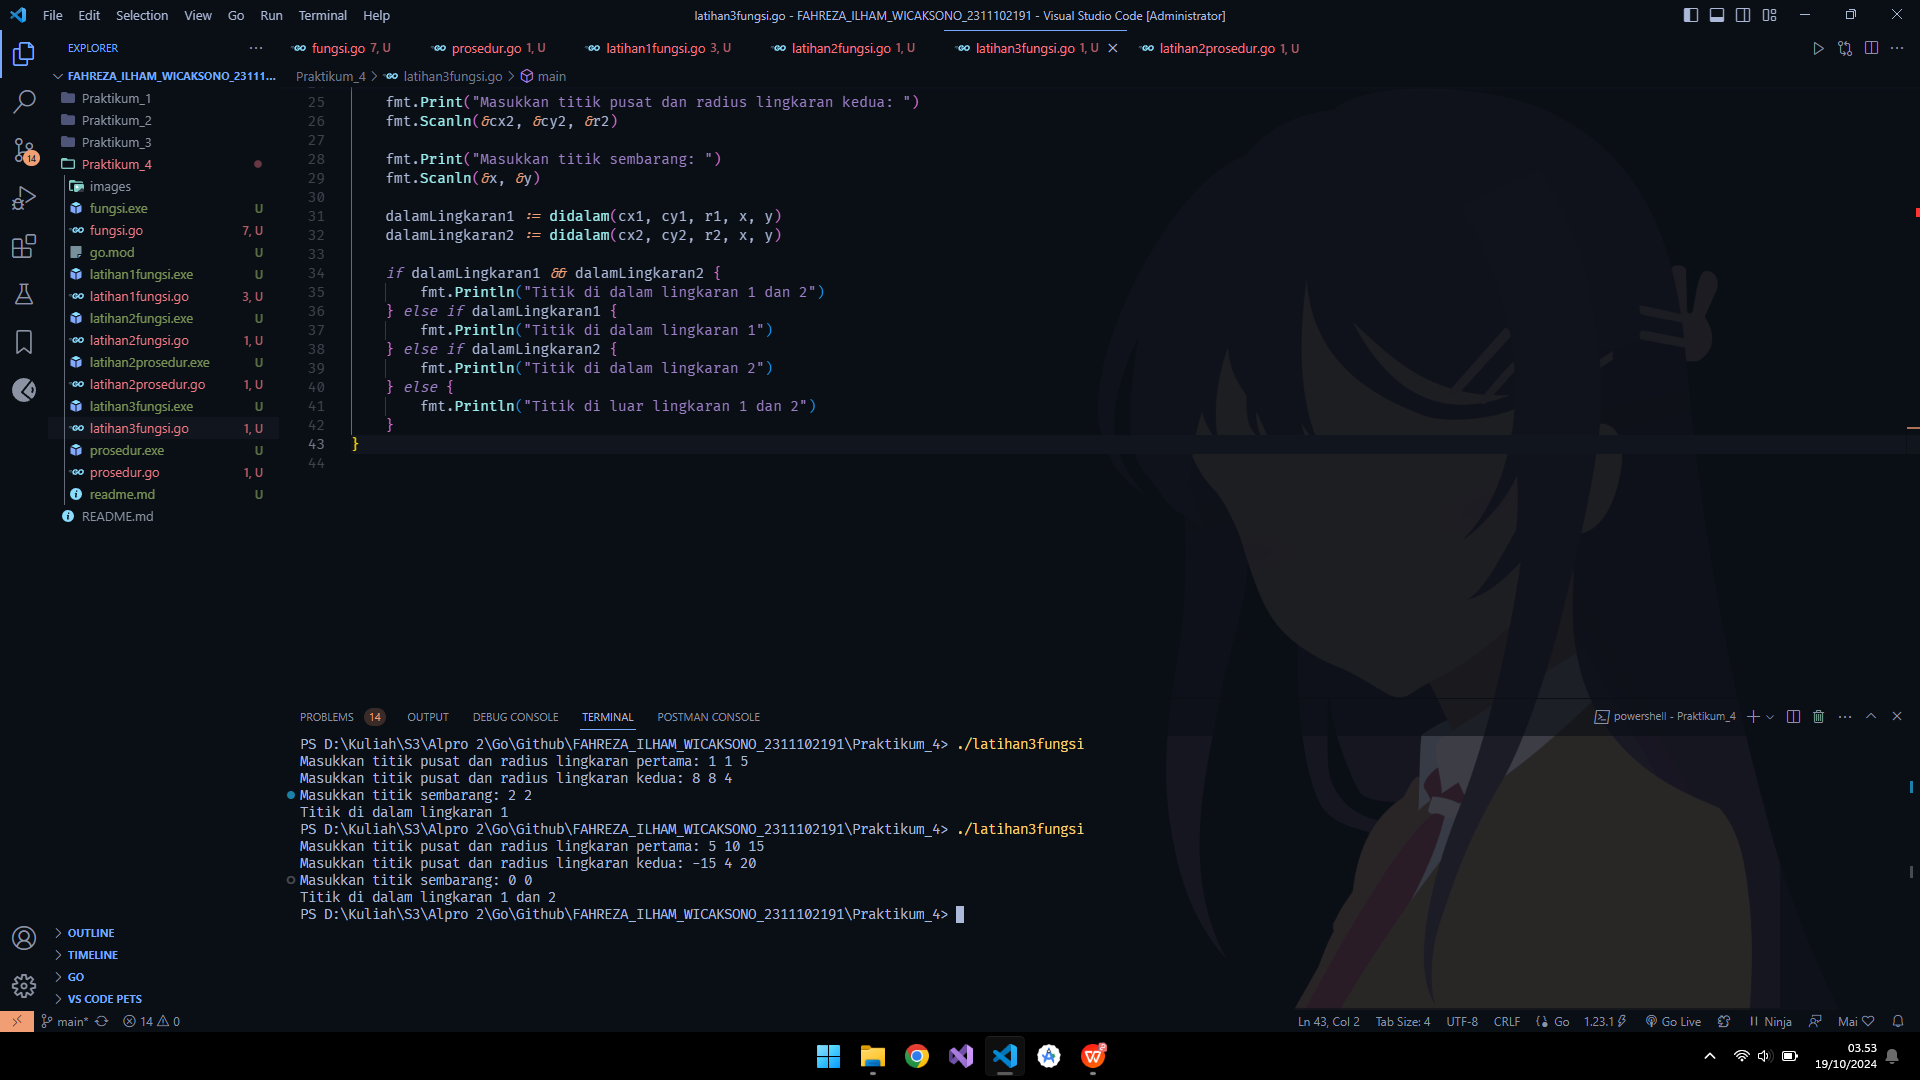 File Edit Selection View Go Run Terminal Help
latihan3fungsi.go - FAHREZA_ILHAM_WICAKSONO_2311102191 - Visual Studio Code [Administrator]
EXPLORER
fungsi.go 7, U
prosedur.go 1, U
latihan1fungsi.go 3, U
latihan2fungsi.go 1, U
latihan3fungsi.go 1, U
latihan2prosedur.go 1, U
FAHREZA_ILHAM_WICAKSONO_23111...
Praktikum_4 > latihan3fungsi.go > main
Praktikum_1
Praktikum_2
Praktikum_3
Praktikum_4
images
fungsi.exe U
fungsi.go 7, U
go.mod U
latihan1fungsi.exe U
latihan1fungsi.go 3, U
latihan2fungsi.exe U
latihan2fungsi.go 1, U
latihan2prosedur.exe U
latihan2prosedur.go 1, U
latihan3fungsi.exe U
latihan3fungsi.go 1, U
prosedur.exe U
prosedur.go 1, U
readme.md U
README.md
14
25 fmt.Print("Masukkan titik pusat dan radius lingkaran kedua: ")
26 fmt.Scanln(&cx2, &cy2, &r2)
27
28 fmt.Print("Masukkan titik sembarang: ")
29 fmt.Scanln(&x, &y)
30
31 dalamLingkaran1 := didalam(cx1, cy1, r1, x, y)
32 dalamLingkaran2 := didalam(cx2, cy2, r2, x, y)
33
34 if dalamLingkaran1 && dalamLingkaran2 {
35 fmt.Println("Titik di dalam lingkaran 1 dan 2")
36 } else if dalamLingkaran1 {
37 fmt.Println("Titik di dalam lingkaran 1")
38 } else if dalamLingkaran2 {
39 fmt.Println("Titik di dalam lingkaran 2")
40 } else {
41 fmt.Println("Titik di luar lingkaran 1 dan 2")
42 }
43 }
44
PROBLEMS 14 OUTPUT DEBUG CONSOLE TERMINAL POSTMAN CONSOLE
powershell - Praktikum_4
PS D:\Kuliah\S3\Alpro 2\Go\Github\FAHREZA_ILHAM_WICAKSONO_2311102191\Praktikum_4> ./latihan3fungsi
Masukkan titik pusat dan radius lingkaran pertama: 1 1 5
Masukkan titik pusat dan radius lingkaran kedua: 8 8 4
Masukkan titik sembarang: 2 2
Titik di dalam lingkaran 1
PS D:\Kuliah\S3\Alpro 2\Go\Github\FAHREZA_ILHAM_WICAKSONO_2311102191\Praktikum_4> ./latihan3fungsi
Masukkan titik pusat dan radius lingkaran pertama: 5 10 15
Masukkan titik pusat dan radius lingkaran kedua: -15 4 20
Masukkan titik sembarang: 0 0
Titik di dalam lingkaran 1 dan 2
PS D:\Kuliah\S3\Alpro 2\Go\Github\FAHREZA_ILHAM_WICAKSONO_2311102191\Praktikum_4>
OUTLINE
TIMELINE
GO
VS CODE PETS
main* 14 0
Ln 43, Col 2 Tab Size: 4 UTF-8 CRLF Go 1.23.1 Go Live Ninja Mai
03.53
19/10/2024